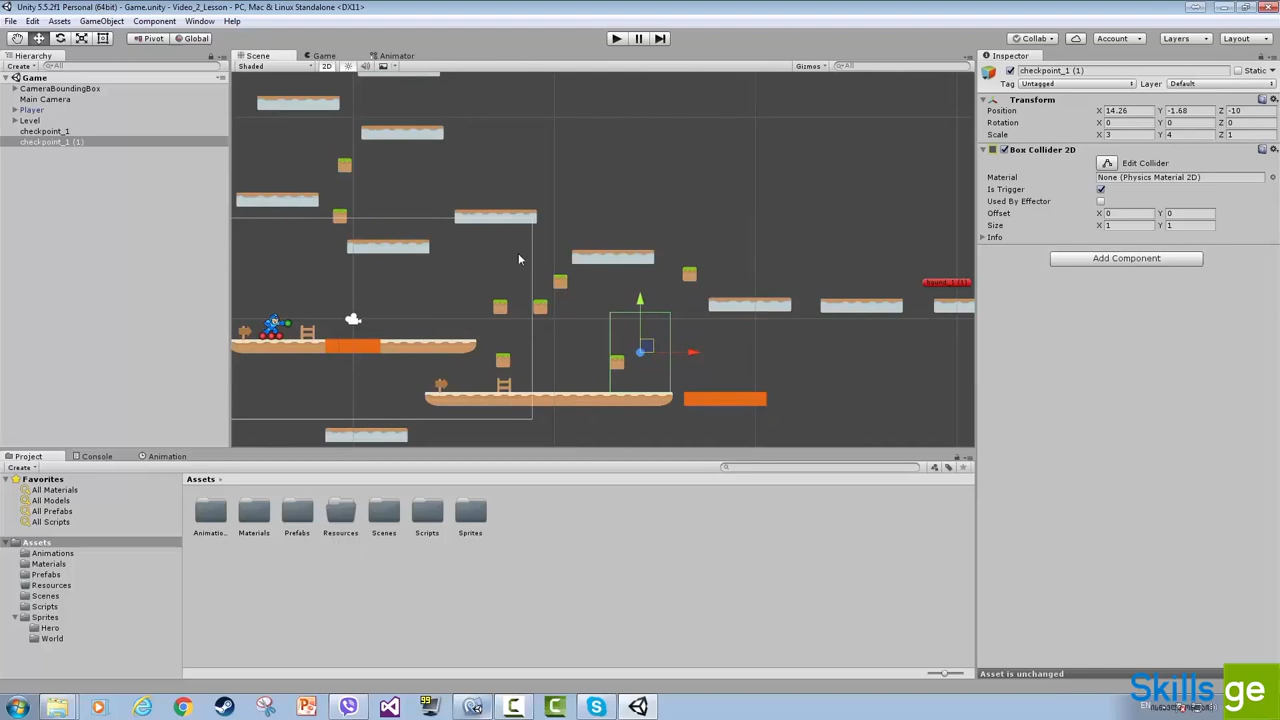 Unity 5.5.2f1 Personal (64bit) - Game.unity - Video_2_Lesson - PC, Mac & Linux Standalone <DX11>
File Edit Assets GameObject Component Window Help
Pivot Global Collab Account Layers Layout
Hierarchy
Create All
Game
CameraBoundingBox
Main Camera
Player
Level
checkpoint_1
checkpoint_1 (1)
Scene Game Animator
Shaded 2D Gizmos All
bound_1 (1)
Inspector
checkpoint_1 (1) Static
Tag Untagged Layer Default
Transform
Position X 14.26 Y -1.68 Z -10
Rotation X 0 Y 0 Z 0
Scale X 3 Y 4 Z 1
Box Collider 2D
Edit Collider
Material None (Physics Material 2D)
Is Trigger
Used By Effector
Offset X 0 Y 0
Size X 1 Y 1
Info
Add Component
Project Console Animation
Create
Favorites
All Materials
All Models
All Prefabs
All Scripts
Assets
Animations
Materials
Prefabs
Resources
Scenes
Scripts
Sprites
Hero
World
Assets
Animatio... Materials Prefabs Resources Scenes Scripts Sprites
Asset is unchanged
Skills ge
99